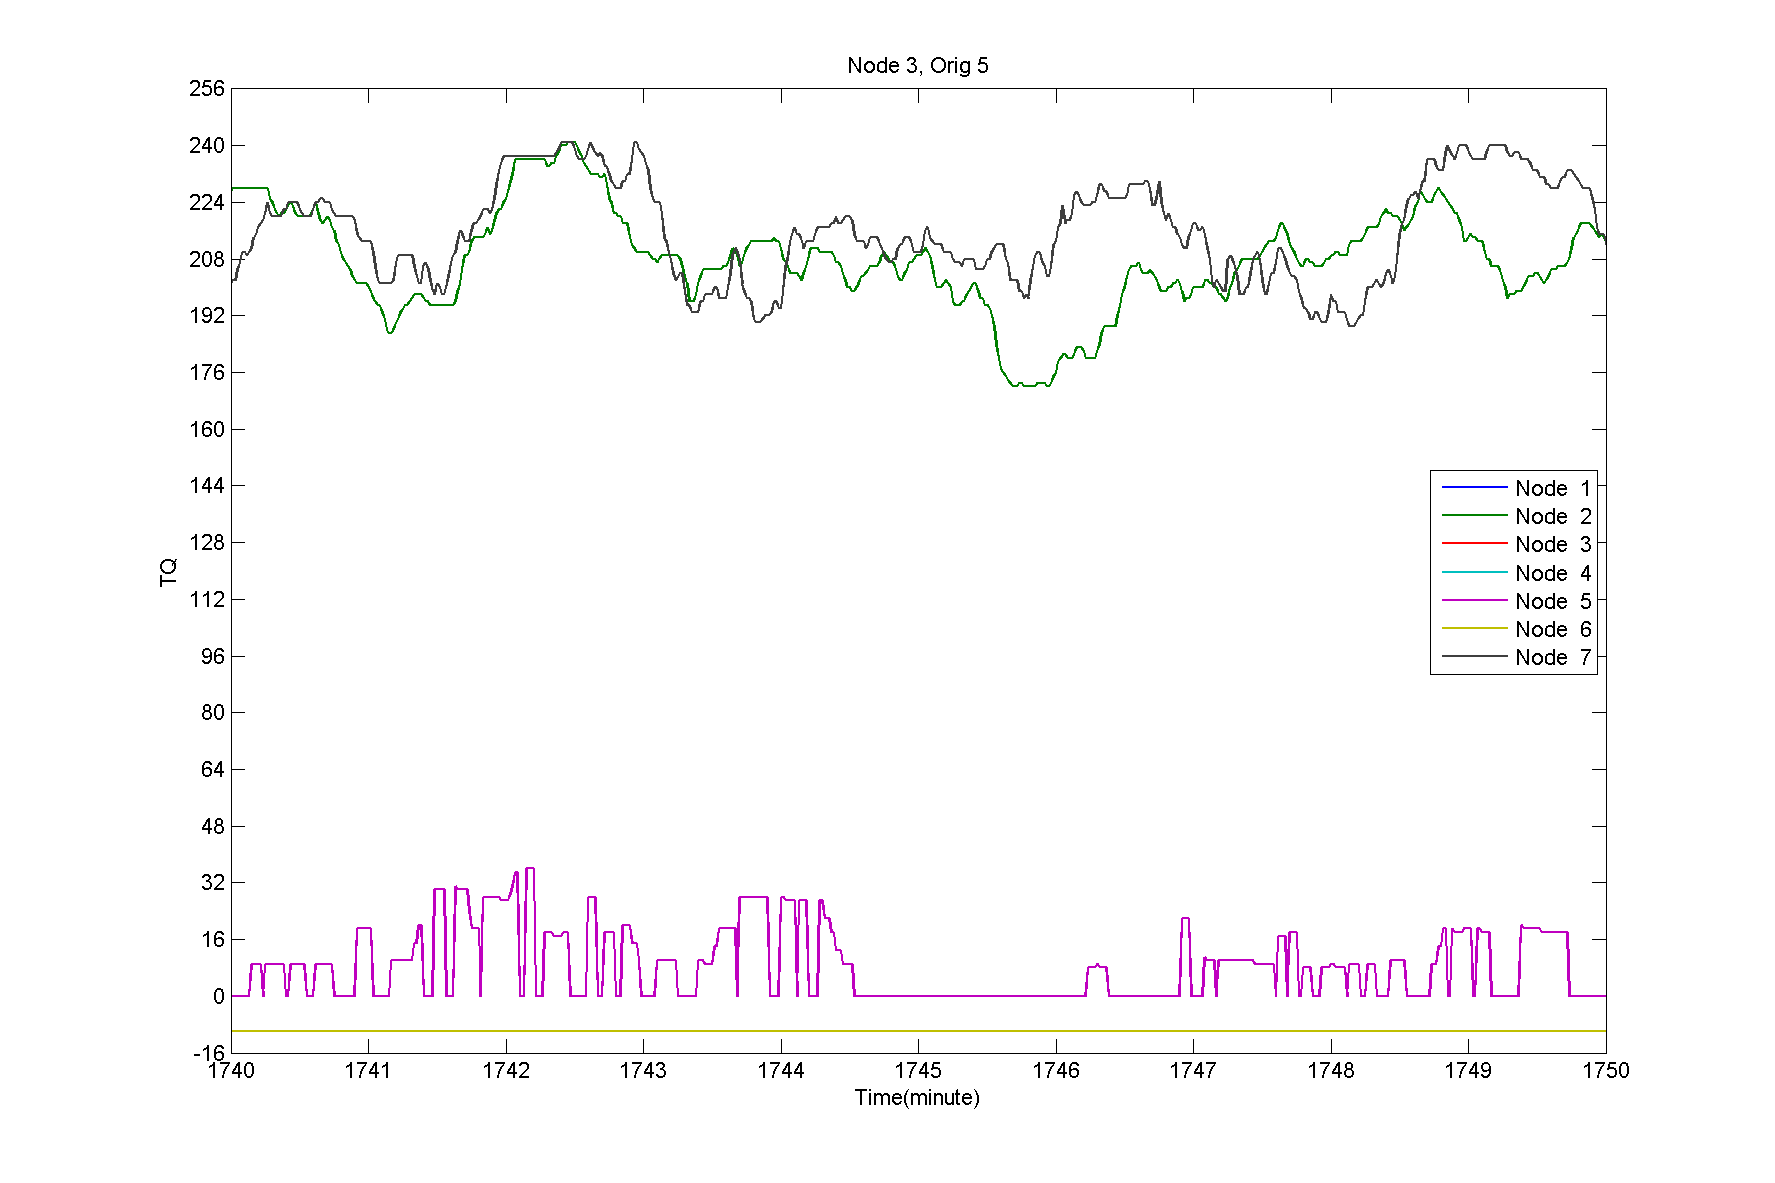 Node 3, Orig 5
256
240
224
208
192
176
160
144
128
112
96
80
64
48
32
16
0
-16
TQ
Node 1
Node 2
Node 3
Node 4
Node 5
Node 6
Node 7
1740 1741 1742 1743 1744 1745 1746 1747 1748 1749 1750
Time(minute)